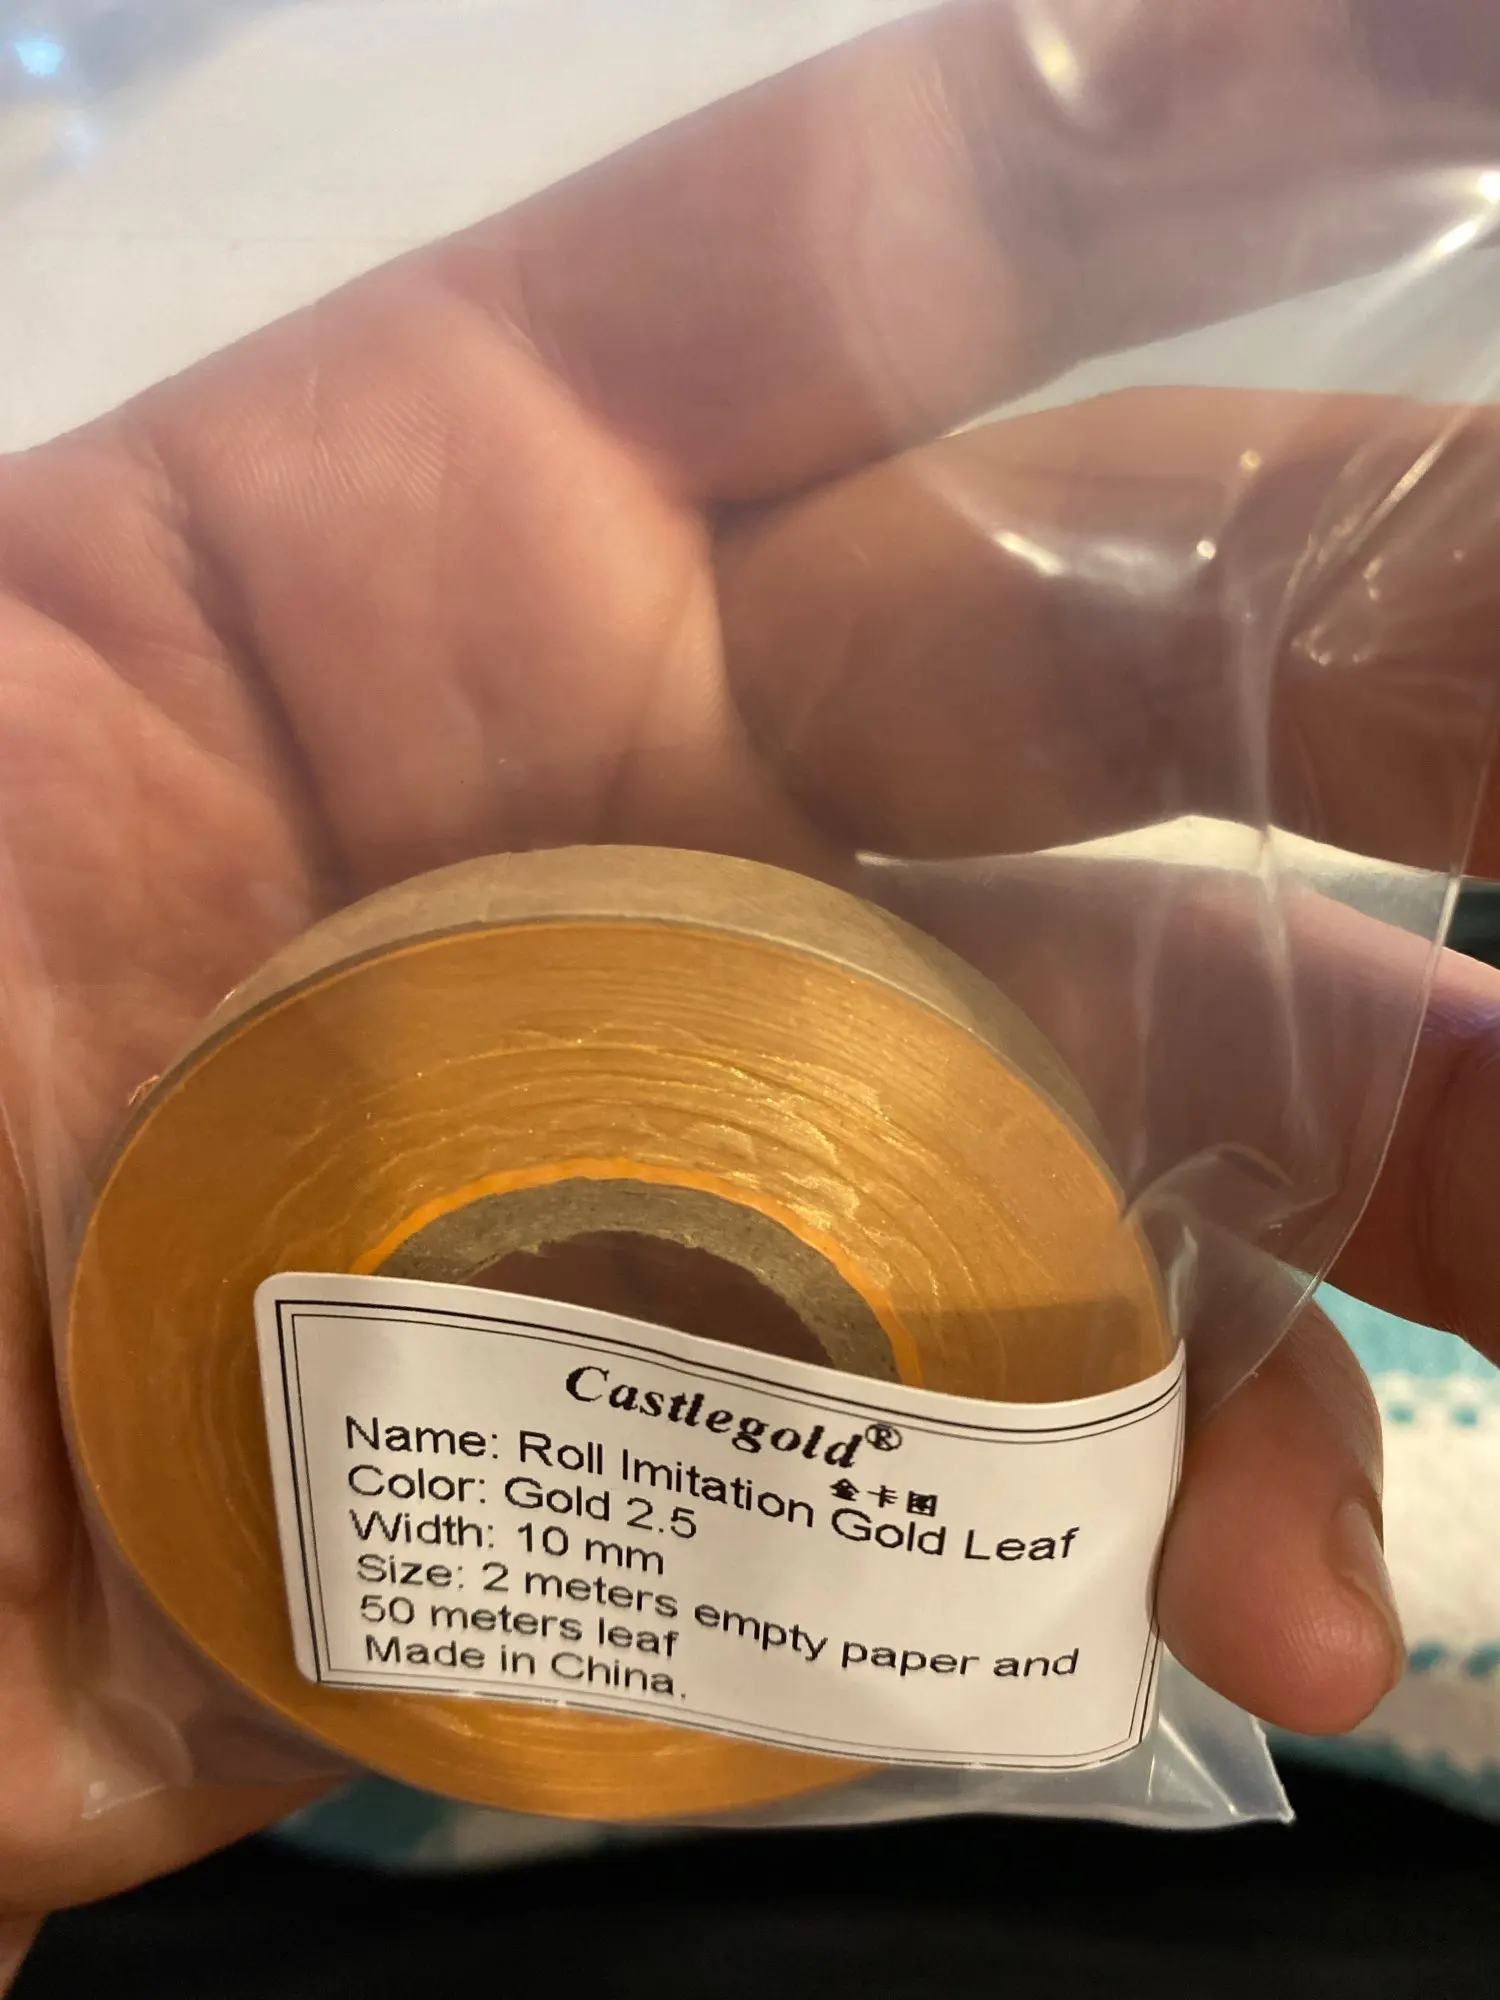 Castlegold®
金卡图
Name: Roll Imitation Gold Leaf
Color: Gold 2.5
Width: 10 mm
Size: 2 meters empty paper and
50 meters leaf
Made in China.